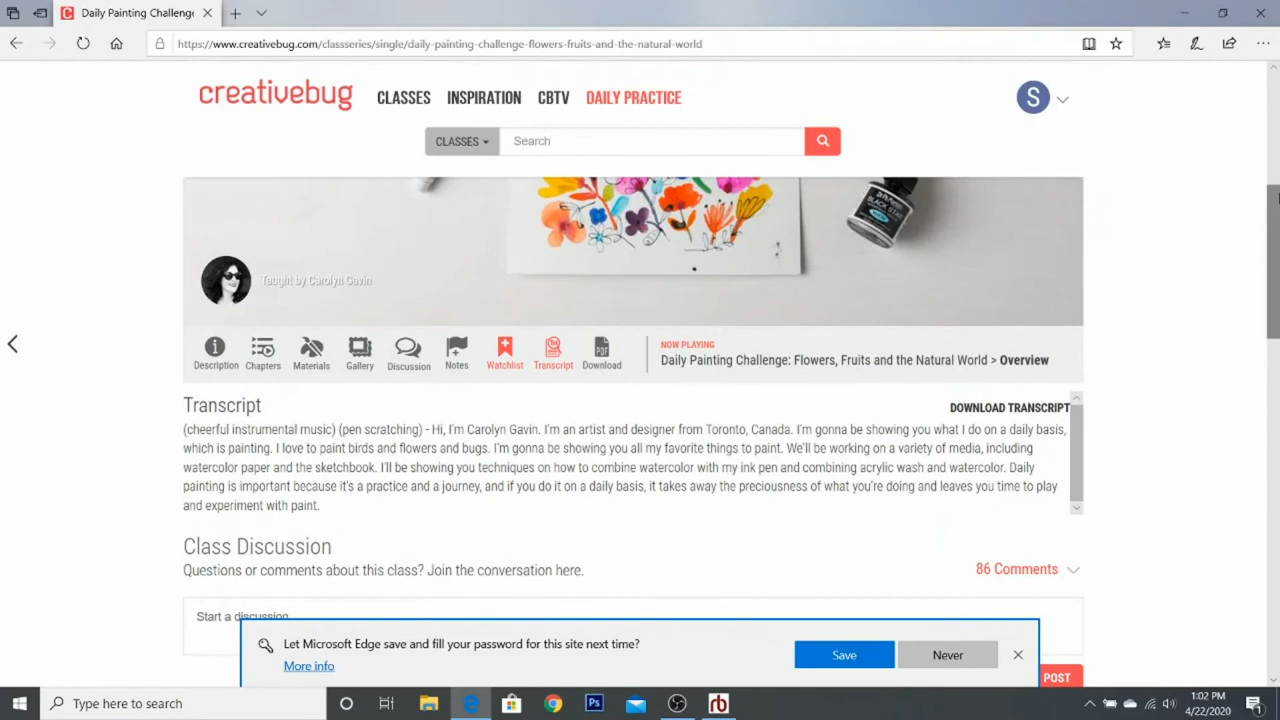 Daily Painting Challenge
https://www.creativebug.com/classseries/single/daily-painting-challenge-flowers-fruits-and-the-natural-world
creativebug
CLASSES INSPIRATION CBTV DAILY PRACTICE
S
CLASSES Search
BLACK STAR
Taught by Carolyn Gavin
Description Chapters Materials Gallery Discussion Notes Watchlist Transcript Download
PDF
NOW PLAYING
Daily Painting Challenge: Flowers, Fruits and the Natural World > Overview
Transcript
DOWNLOAD TRANSCRIPT
(cheerful instrumental music) (pen scratching) - Hi, I'm Carolyn Gavin. I'm an artist and designer from Toronto, Canada. I'm gonna be showing you what I do on a daily basis,
which is painting. I love to paint birds and flowers and bugs. I'm gonna be showing you all my favorite things to paint. We'll be working on a variety of media, including
watercolor paper and the sketchbook. I'll be showing you techniques on how to combine watercolor with my ink pen and combining acrylic wash and watercolor. Daily
painting is important because it's a practice and a journey, and if you do it on a daily basis, it takes away the preciousness of what you're doing and leaves you time to play
and experiment with paint.
Class Discussion
Questions or comments about this class? Join the conversation here.
86 Comments
Start a discussion
Let Microsoft Edge save and fill your password for this site next time?
More info
Save
Never
POST
Type here to search
Ps
rb
1:02 PM
4/22/2020
1